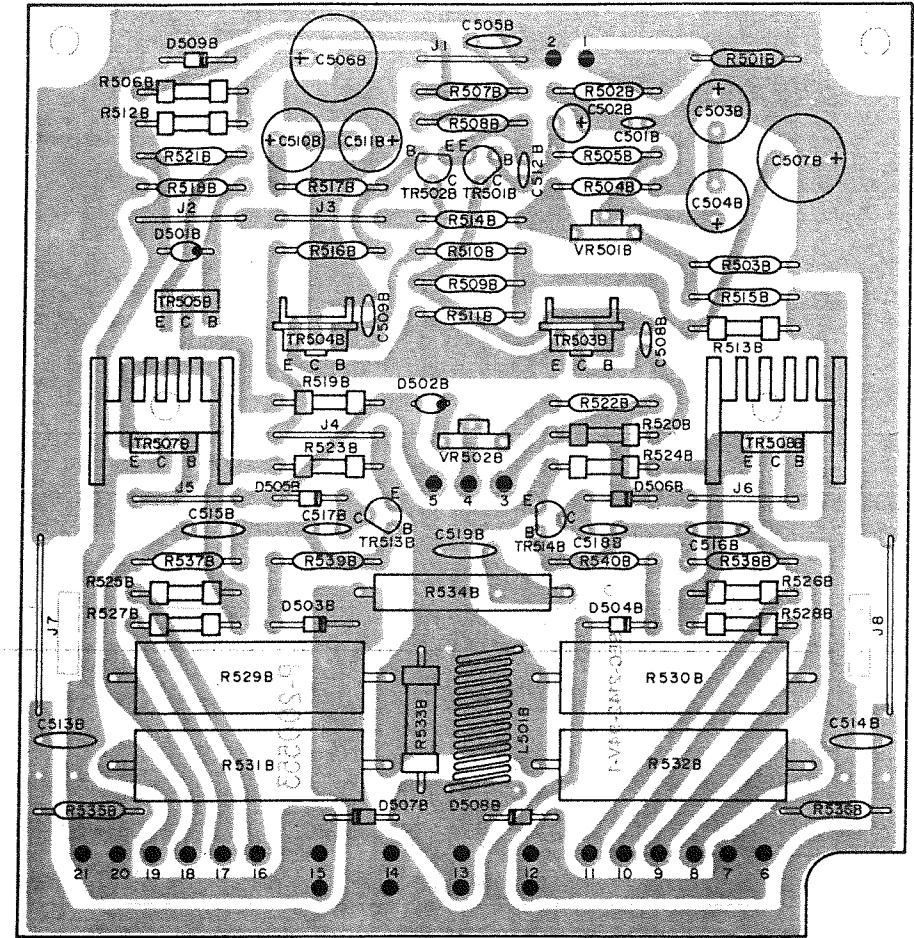 C505B
D509B
J1
2 1
C506B
R501B
R506B
R507B
R502B
C502B
C503B
R512B
R508B
C501B
C510B
C511B
B E E B
C512B
R521B
R505B
C507B
C C
R518B
R517B
TR502B
TR501B
R504B
C504B
J2
J3
R514B
D501B
VR501B
R516B
R510B
R503B
R509B
TR505B
C509B
R515B
E C B
R511B
TR504B
TR503B
C508B
R513B
E C B
E C B
R519B
D502B
R522B
J4
R520B
TR507B
VR502B
TR508B
E C B
R523B
R524B
E C B
5 4 3
J5
D505B
D506B
J6
C515B
C517B
E
C
B
TR513B
E
C
B
TR514B
C518B
C516B
C519B
R537B
R539B
R540B
R538B
R525B
R534B
R526B
R527B
D503B
D504B
R528B
J7
J8
R529B
R533B
L501B
R530B
C513B
C514B
R531B
R532B
D507B
D508B
R535B
R536B
21 20 19 18 17 16 15 14 13 12 11 10 9 8 7 6